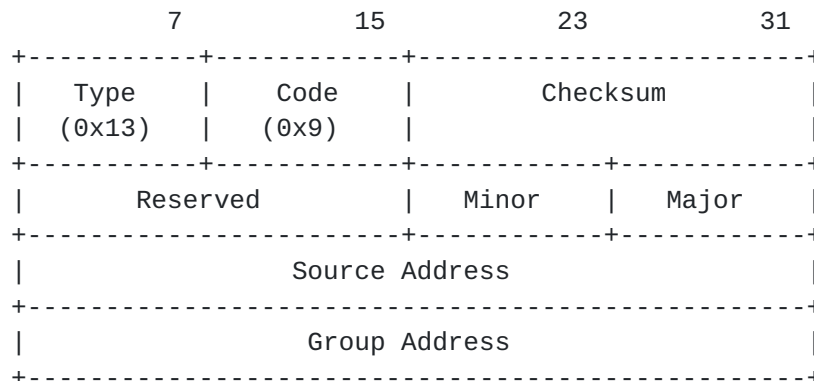 7 15 23 31
Type Code Checksum
(0x13) (0x9)
Reserved Minor Major
Source Address
Group Address